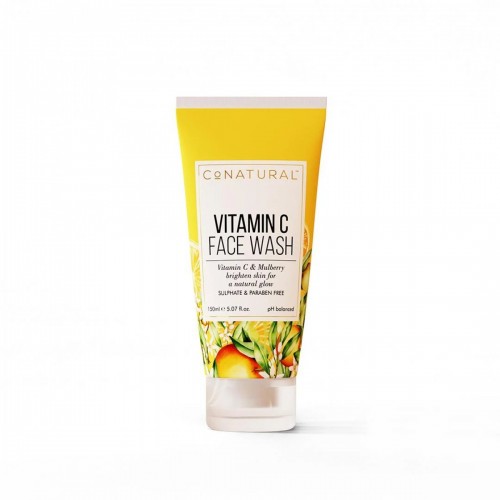 CoNATURAL™
VITAMIN C
FACE WASH
Vitamin C & Mulberry
brighten skin for
a natural glow
SULPHATE & PARABEN FREE
150ml e 5.07 fl.oz. pH balanced